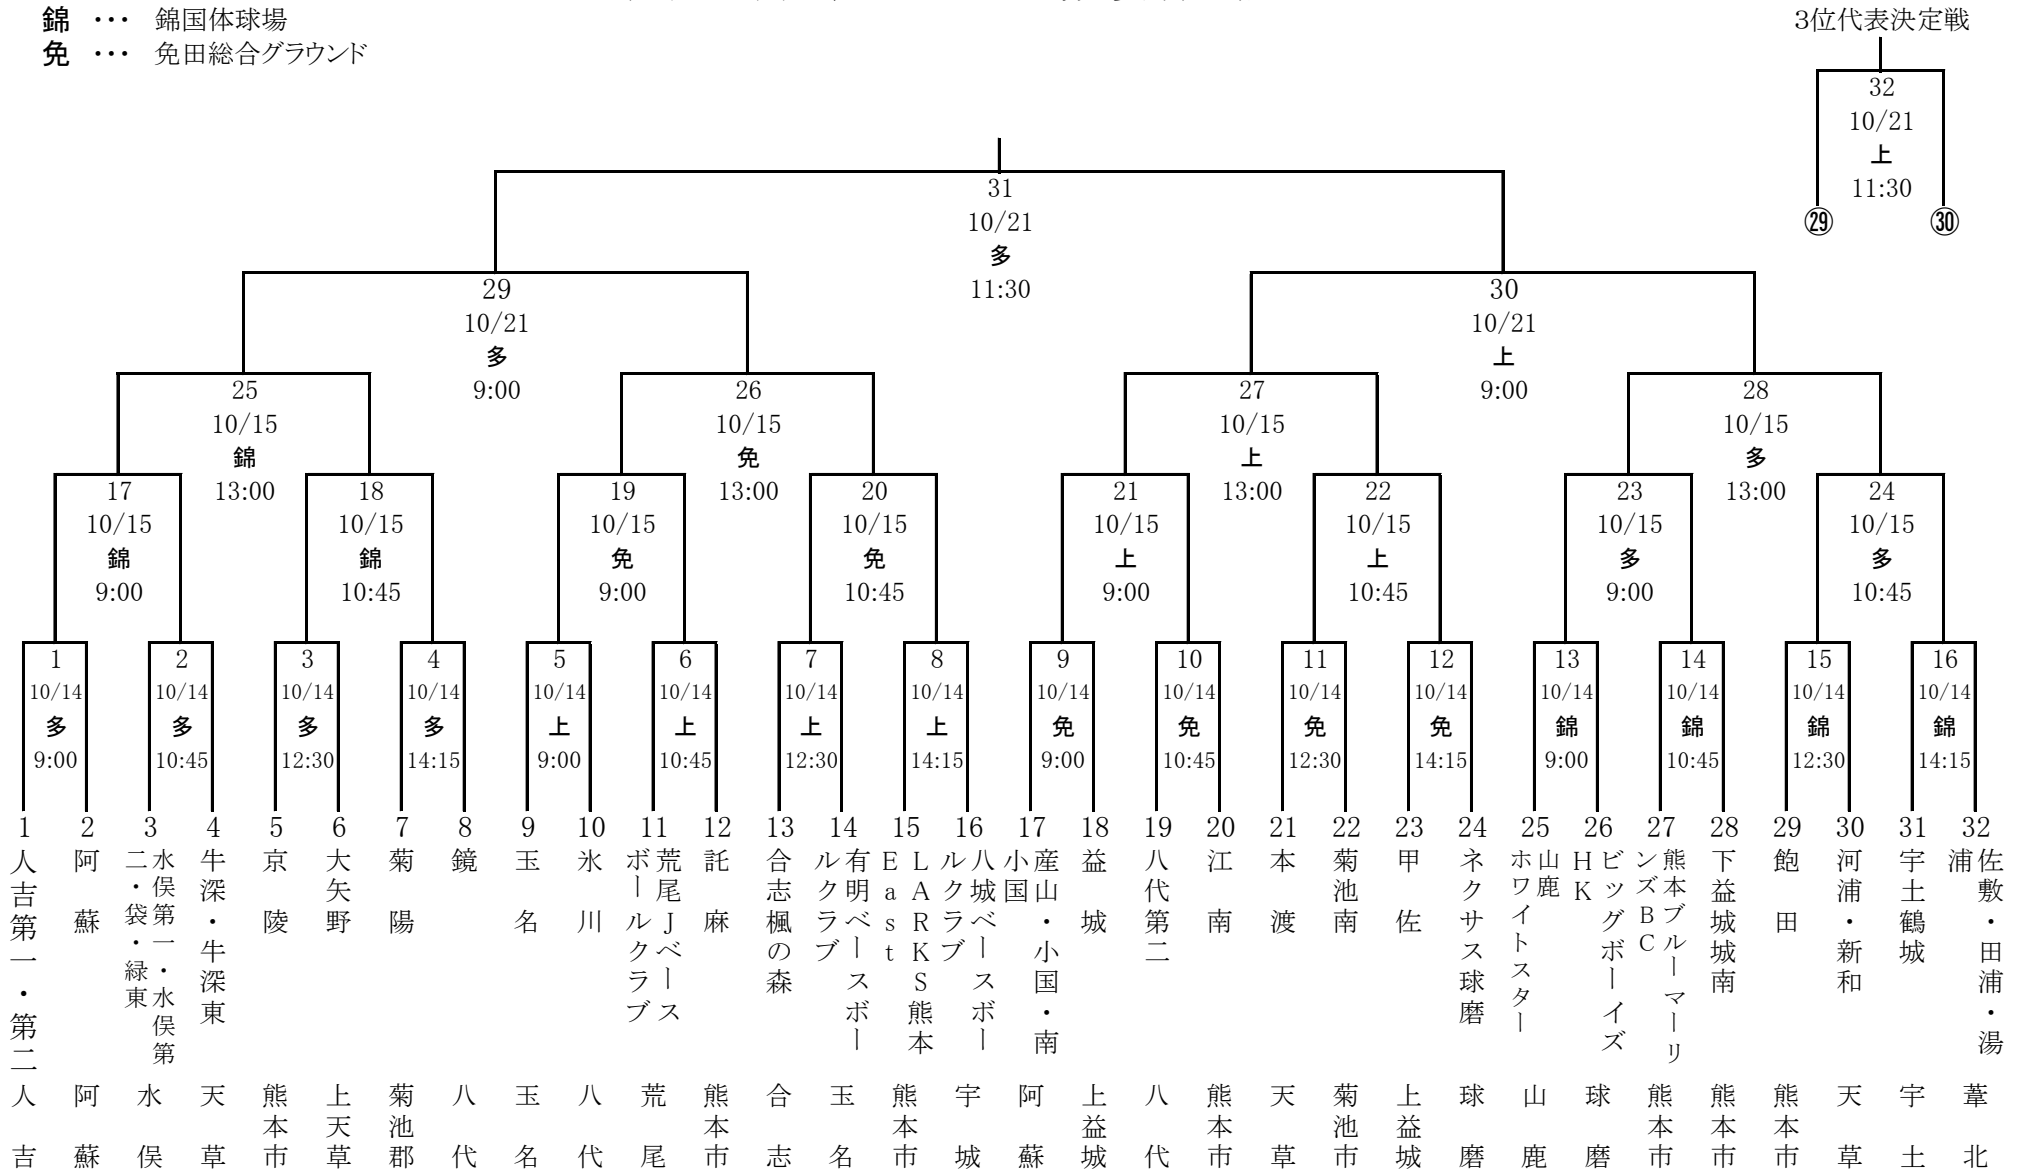 錦 ・・・ 錦国体球場
免 ・・・ 免田総合グラウンド
3位代表決定戦
32
10/21
上
11:30
㉙ ㉚
31
10/21
多
11:30
29 30
10/21 10/21
多 上
9:00 9:00
25 26 27 28
10/15 10/15 10/15 10/15
錦 免 上 多
13:00 13:00 13:00 13:00
17 18 19 20 21 22 23 24
10/15 10/15 10/15 10/15 10/15 10/15 10/15 10/15
錦 錦 免 免 上 上 多 多
9:00 10:45 9:00 10:45 9:00 10:45 9:00 10:45
1 2 3 4 5 6 7 8 9 10 11 12 13 14 15 16
10/14 10/14 10/14 10/14 10/14 10/14 10/14 10/14 10/14 10/14 10/14 10/14 10/14 10/14 10/14 10/14
多 多 多 多 上 上 上 上 免 免 免 免 錦 錦 錦 錦
9:00 10:45 12:30 14:15 9:00 10:45 12:30 14:15 9:00 10:45 12:30 14:15 9:00 10:45 12:30 14:15
1 2 3 4 5 6 7 8 9 10 11 12 13 14 15 16 17 18 19 20 21 22 23 24 25 26 27 28 29 30 31 32
人吉第一・第二
阿蘇
水俣第一・水俣第
二・袋・緑東
牛深・牛深東
京陵
大矢野
菊陽
鏡
玉名
氷川
荒尾Jベース
ボールクラブ
託麻
合志楓の森
有明ベースボー
ルクラブ
LARKS熊本
East
八城ベースボー
ルクラブ
産山・小国・南
小国
益城
八代第二
江南
本渡
菊池南
甲佐
ネクサス球磨
山鹿
ホワイトスター
ビッグボーイズ
HK
熊本ブルーマーリ
ンズBC
下益城城南
飽田
河浦・新和
宇土鶴城
佐敷・田浦・湯
浦
人吉
阿蘇
水俣
天草
熊本市
上天草
菊池郡
八代
玉名
八代
荒尾
熊本市
合志
玉名
熊本市
宇城
阿蘇
上益城
八代
熊本市
天草
菊池市
上益城
球磨
山鹿
球磨
熊本市
熊本市
熊本市
天草
宇土
葦北